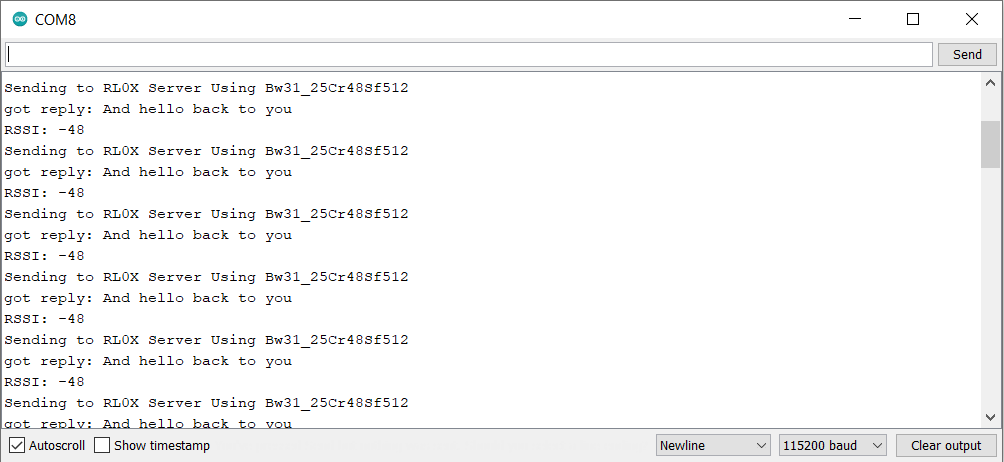 COM8
Send
Sending to RL0X Server Using Bw31_25Cr48Sf512
got reply: And hello back to you
RSSI: -48
Sending to RL0X Server Using Bw31_25Cr48Sf512
got reply: And hello back to you
RSSI: -48
Sending to RL0X Server Using Bw31_25Cr48Sf512
got reply: And hello back to you
RSSI: -48
Sending to RL0X Server Using Bw31_25Cr48Sf512
got reply: And hello back to you
RSSI: -48
Sending to RL0X Server Using Bw31_25Cr48Sf512
got reply: And hello back to you
RSSI: -48
Sending to RL0X Server Using Bw31_25Cr48Sf512
got reply: And hello back to you
Autoscroll Show timestamp Newline 115200 baud Clear output